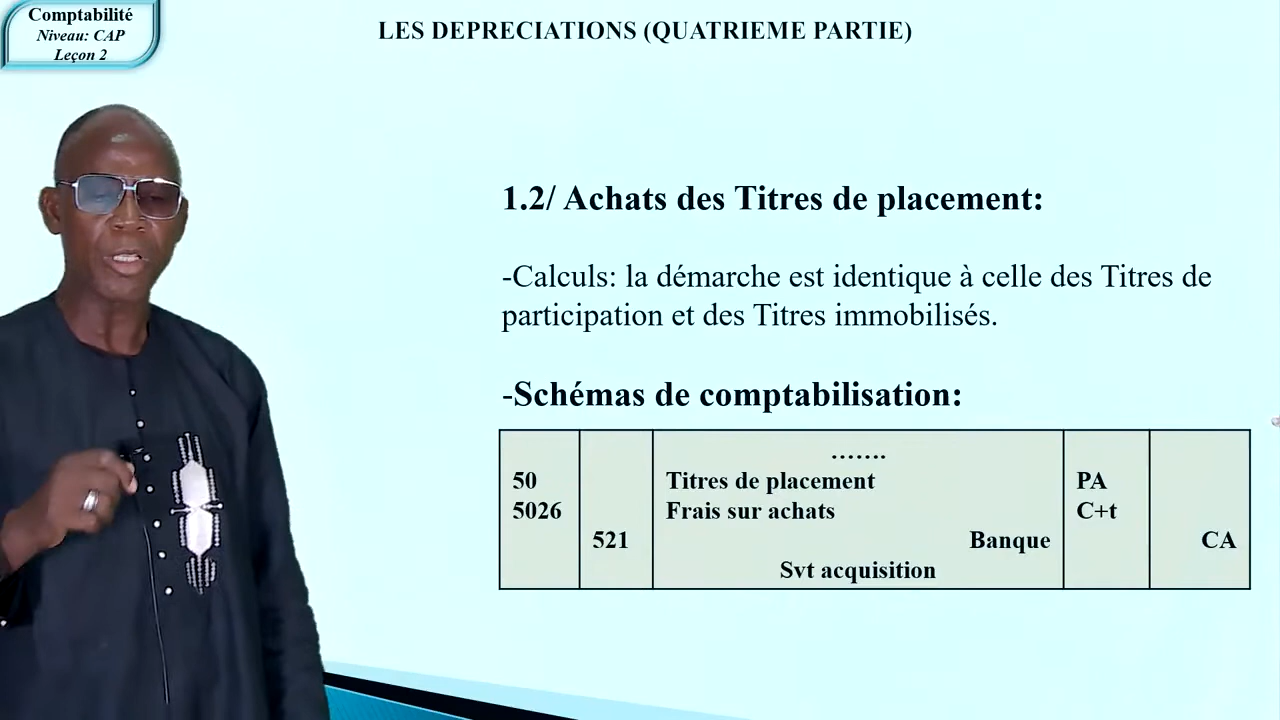 Comptabilité
Niveau: CAP
Leçon 2
LES DEPRECIATIONS (QUATRIEME PARTIE)
1.2/ Achats des Titres de placement:
-Calculs: la démarche est identique à celle des Titres de
participation et des Titres immobilisés.
-Schémas de comptabilisation:
…….
50 Titres de placement PA
5026 Frais sur achats C+t
521 Banque CA
Svt acquisition